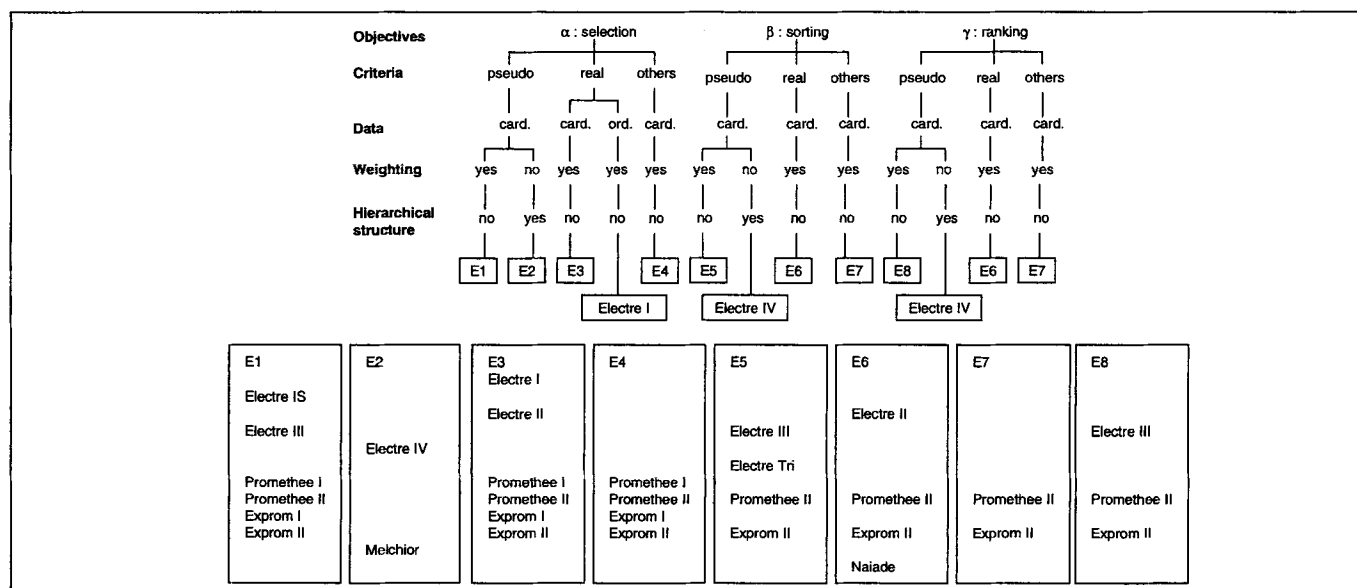 Objectives α : selection β : sorting γ : ranking
Criteria pseudo real others pseudo real others pseudo real others
Data card. card. ord. card. card. card. card. card. card. card.
Weighting yes no yes yes yes yes no yes yes yes no yes yes
Hierarchical structure no yes no no no no yes no no no yes no no
E1 E2 E3 E4 E5 E6 E7 E8 E6 E7
Electre I Electre IV Electre IV
E1
Electre IS
Electre III
Promethee I
Promethee II
Exprom I
Exprom II
E2
Electre IV
Melchior
E3
Electre I
Electre II
Promethee I
Promethee II
Exprom I
Exprom II
E4
Promethee I
Promethee II
Exprom I
Exprom II
E5
Electre III
Electre Tri
Promethee II
Exprom II
E6
Electre II
Promethee II
Exprom II
Naiade
E7
Promethee II
Exprom II
E8
Electre III
Promethee II
Exprom II